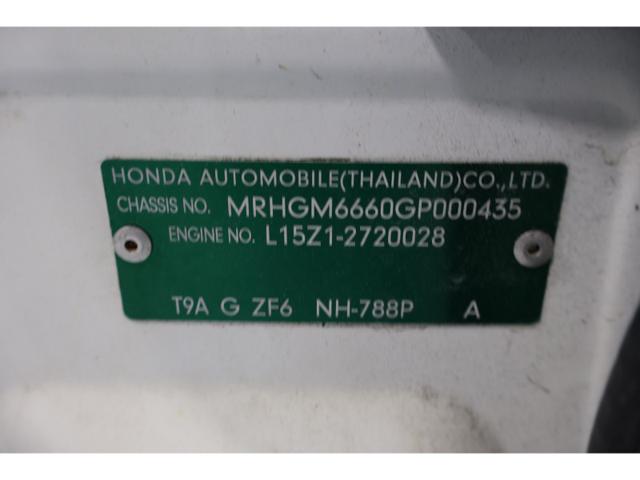 HONDA AUTOMOBILE(THAILAND)CO.,LTD.
CHASSIS NO. MRHGM6660GP000435
ENGINE NO. L15Z1-2720028
T9A G ZF6 NH-788P A